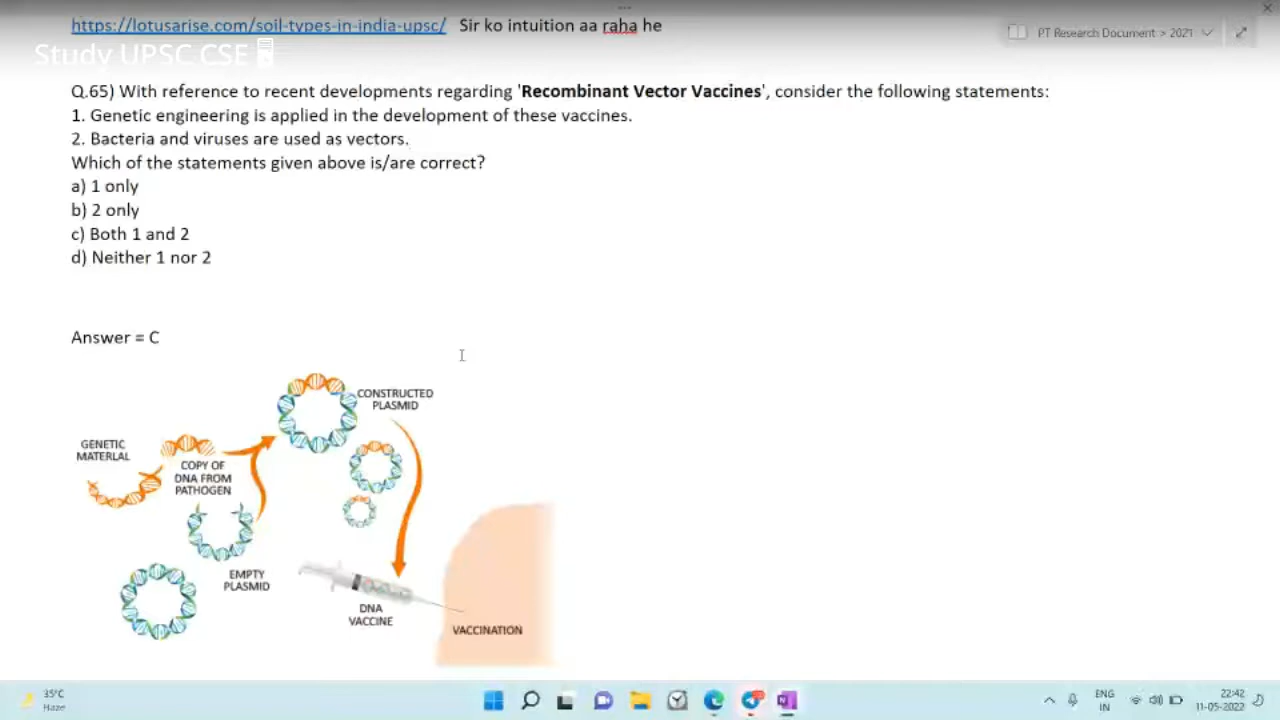 https://lotusarise.com/soil-types-in-india-upsc/ Sir ko intuition aa raha he
PT Research Document > 2021
Study UPSC CSE
Q.65) With reference to recent developments regarding 'Recombinant Vector Vaccines', consider the following statements:
1. Genetic engineering is applied in the development of these vaccines.
2. Bacteria and viruses are used as vectors.
Which of the statements given above is/are correct?
a) 1 only
b) 2 only
c) Both 1 and 2
d) Neither 1 nor 2
Answer = C
CONSTRUCTED
PLASMID
GENETIC
MATERLAL
COPY OF
DNA FROM
PATHOGEN
EMPTY
PLASMID
DNA
VACCINE
VACCINATION
35°C
Haze
ENG
IN
22:42
11-05-2022